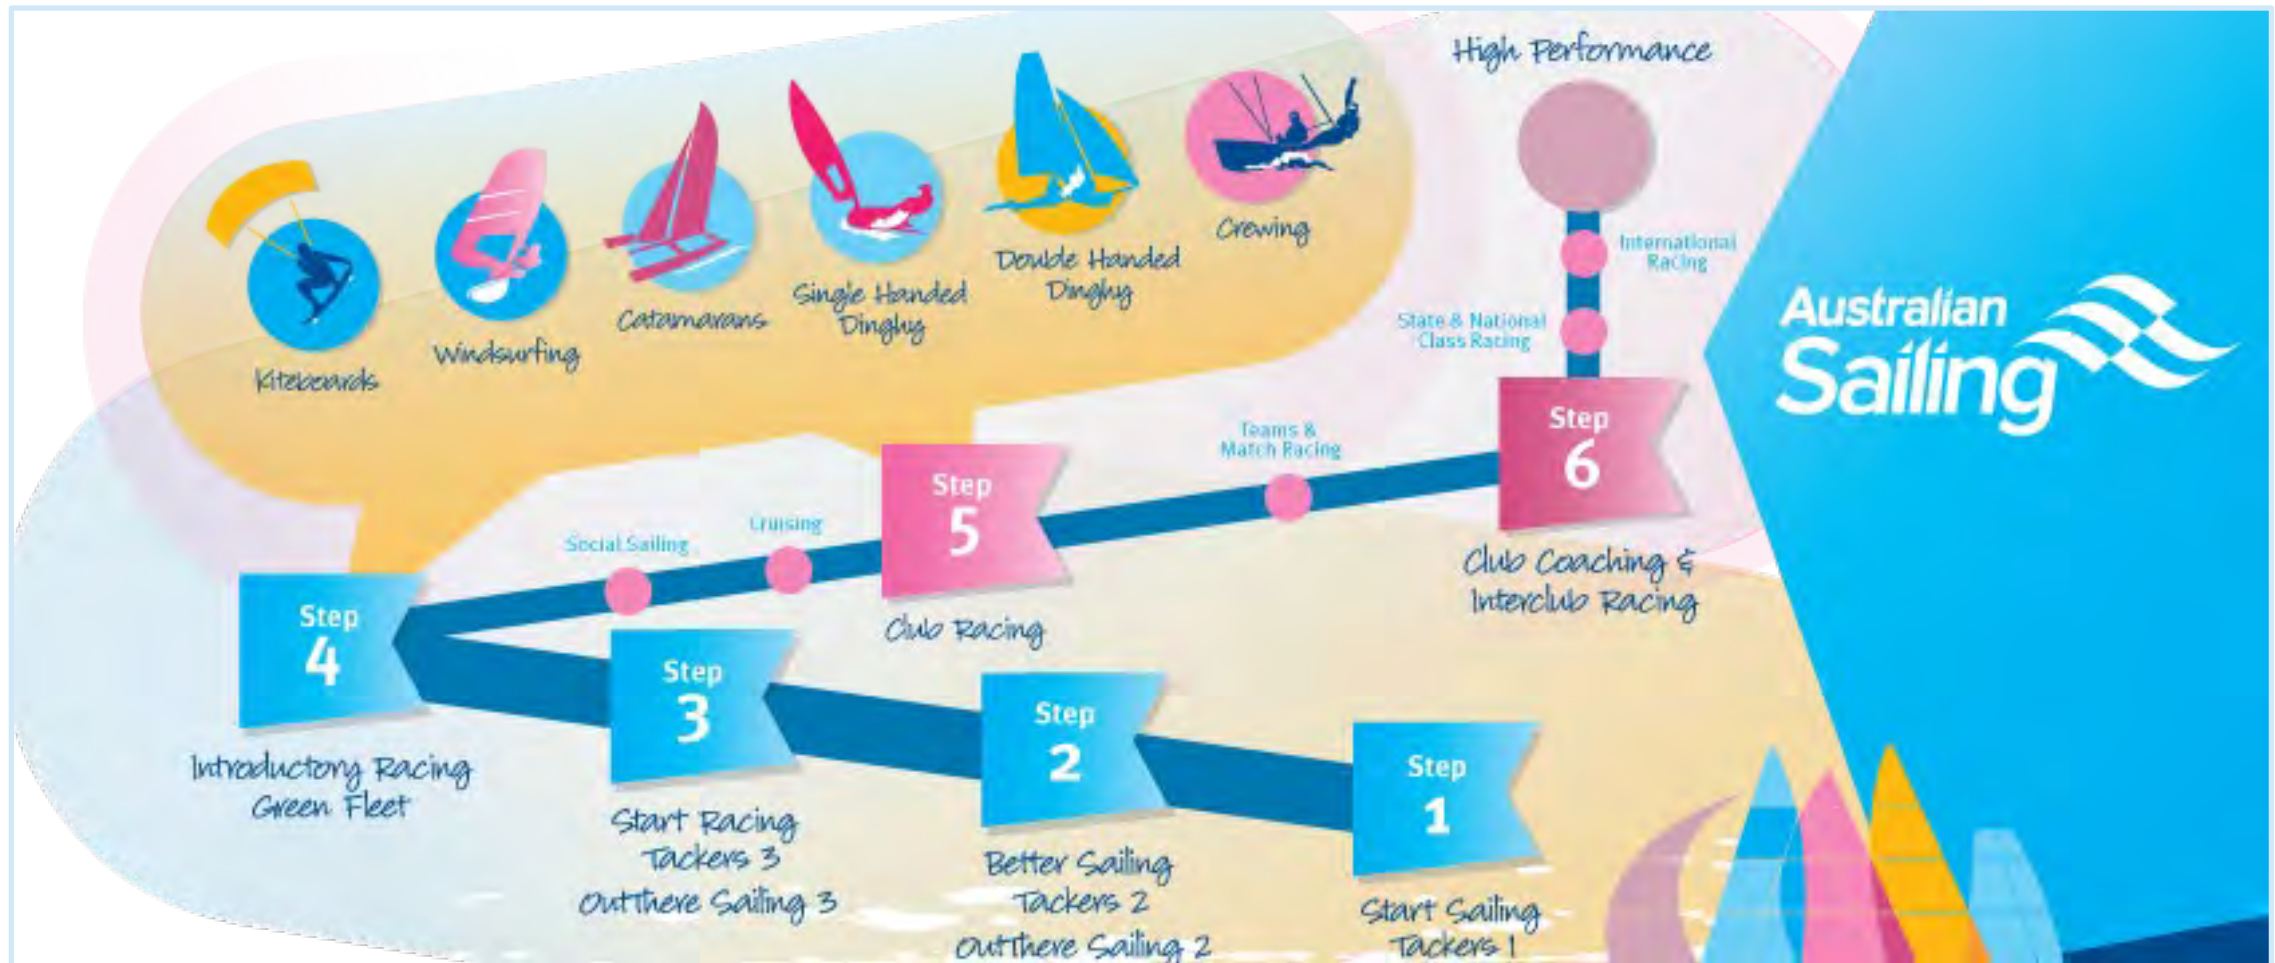 High Performance
Kiteboards
Windsurfing
Catamarans
Single Handed
Dinghy
Double Handed
Dinghy
Crewing
International
Racing
State & National
Class Racing
Australian
Sailing
Teams &
Match Racing
Step
6
Club Coaching &
Interclub Racing
Step
5
Club Racing
Cruising
Social Sailing
Step
4
Introductory Racing
Green Fleet
Step
3
Start Racing
Tackers 3
OutThere Sailing 3
Step
2
Better Sailing
Tackers 2
OutThere Sailing 2
Step
1
Start Sailing
Tackers 1